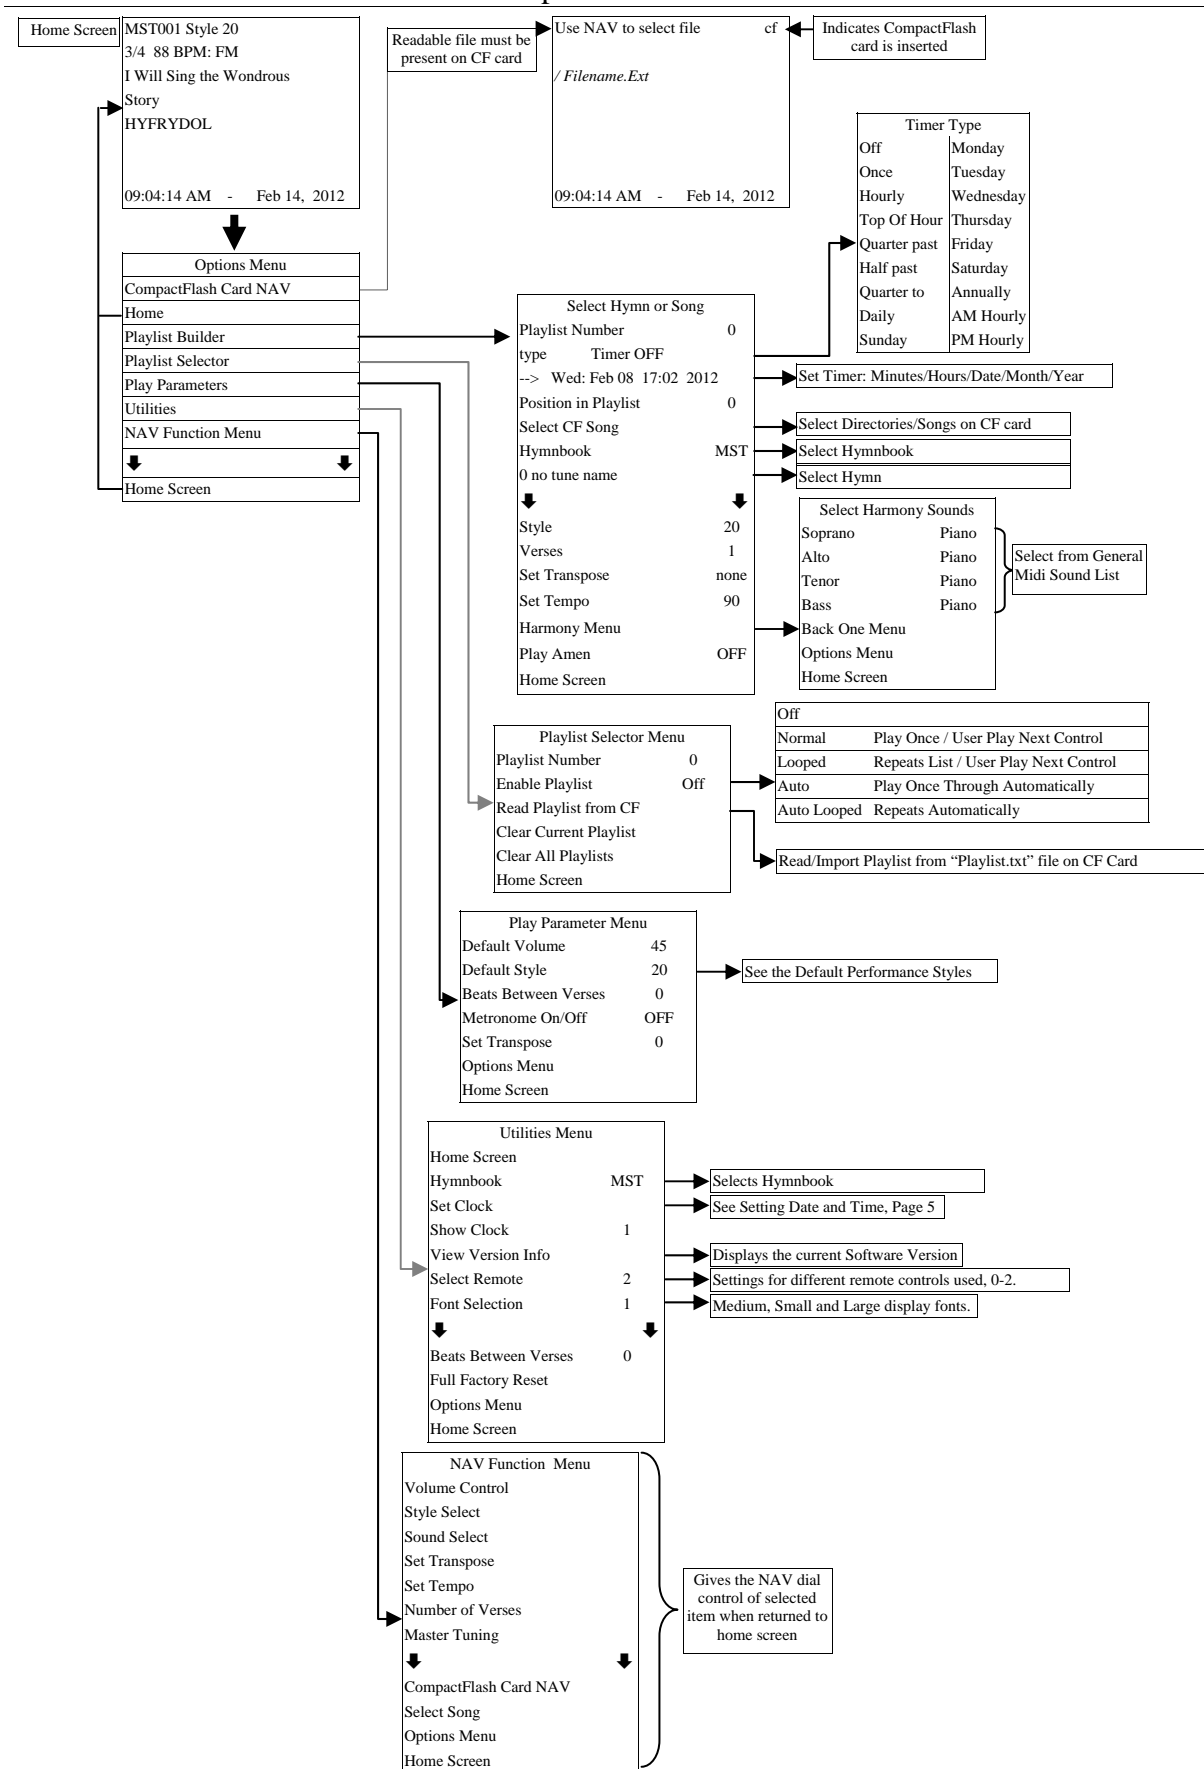 Home Screen
MST001 Style 20
3/4 88 BPM: FM
I Will Sing the Wondrous
Story
HYFRYDOL
09:04:14 AM - Feb 14, 2012
Readable file must be
present on CF card
Use NAV to select file cf
/ Filename.Ext
09:04:14 AM - Feb 14, 2012
Indicates CompactFlash
card is inserted
Timer Type
Off Monday
Once Tuesday
Hourly Wednesday
Top Of Hour Thursday
Quarter past Friday
Half past Saturday
Quarter to Annually
Daily AM Hourly
Sunday PM Hourly
Options Menu
CompactFlash Card NAV
Home
Playlist Builder
Playlist Selector
Play Parameters
Utilities
NAV Function Menu
Home Screen
Select Hymn or Song
Playlist Number 0
type Timer OFF
--> Wed: Feb 08 17:02 2012
Position in Playlist 0
Select CF Song
Hymnbook MST
0 no tune name
Style 20
Verses 1
Set Transpose none
Set Tempo 90
Harmony Menu
Play Amen OFF
Home Screen
Set Timer: Minutes/Hours/Date/Month/Year
Select Directories/Songs on CF card
Select Hymnbook
Select Hymn
Select Harmony Sounds
Soprano Piano
Alto Piano
Tenor Piano
Bass Piano
Back One Menu
Options Menu
Home Screen
Select from General
Midi Sound List
Playlist Selector Menu
Playlist Number 0
Enable Playlist Off
Read Playlist from CF
Clear Current Playlist
Clear All Playlists
Home Screen
Off
Normal Play Once / User Play Next Control
Looped Repeats List / User Play Next Control
Auto Play Once Through Automatically
Auto Looped Repeats Automatically
Read/Import Playlist from “Playlist.txt” file on CF Card
Play Parameter Menu
Default Volume 45
Default Style 20
Beats Between Verses 0
Metronome On/Off OFF
Set Transpose 0
Options Menu
Home Screen
See the Default Performance Styles
Utilities Menu
Home Screen
Hymnbook MST
Set Clock
Show Clock 1
View Version Info
Select Remote 2
Font Selection 1
Beats Between Verses 0
Full Factory Reset
Options Menu
Home Screen
Selects Hymnbook
See Setting Date and Time, Page 5
Displays the current Software Version
Settings for different remote controls used, 0-2.
Medium, Small and Large display fonts.
NAV Function Menu
Volume Control
Style Select
Sound Select
Set Transpose
Set Tempo
Number of Verses
Master Tuning
CompactFlash Card NAV
Select Song
Options Menu
Home Screen
Gives the NAV dial
control of selected
item when returned to
home screen